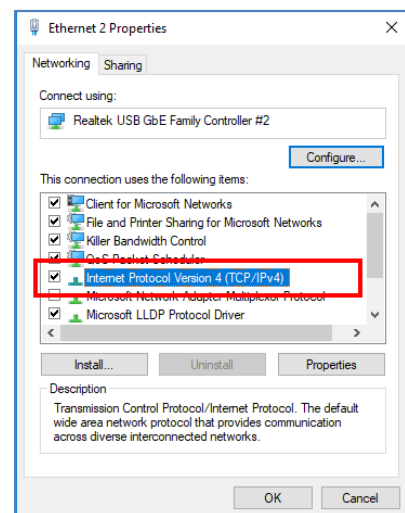 Ethernet 2 Properties
Networking Sharing
Connect using:
Realtek USB GbE Family Controller #2
Configure...
This connection uses the following items:
Client for Microsoft Networks
File and Printer Sharing for Microsoft Networks
Killer Bandwidth Control
QoS Packet Scheduler
Internet Protocol Version 4 (TCP/IPv4)
Microsoft Network Adapter Multiplexor Protocol
Microsoft LLDP Protocol Driver
Install... Uninstall Properties
Description
Transmission Control Protocol/Internet Protocol. The default
wide area network protocol that provides communication
across diverse interconnected networks.
OK Cancel